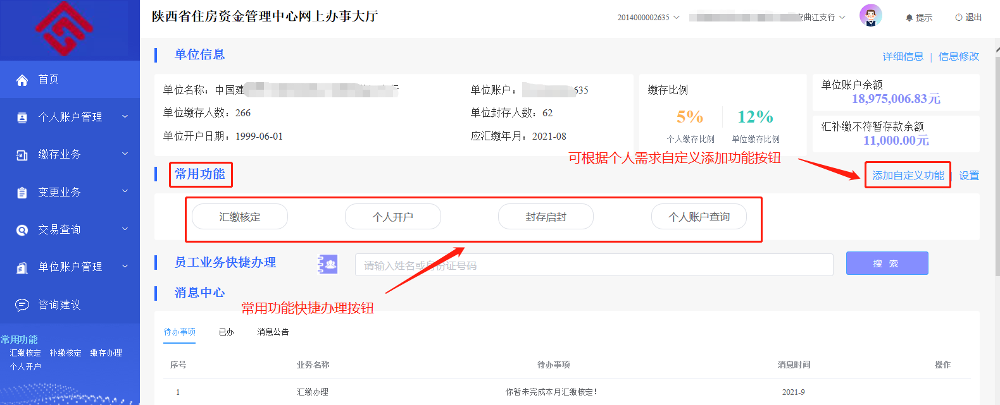 陕西省住房资金管理中心网上办事大厅
2014000002635
曲江支行
提示
退出
首页
个人账户管理
缴存业务
变更业务
交易查询
单位账户管理
咨询建议
常用功能
汇缴核定 补缴核定 缴存办理
个人开户
单位信息
详细信息 | 信息修改
单位名称：中国建
单位账户：
635
单位缴存人数：266
单位封存人数：62
单位开户日期：1999-06-01
应汇缴年月：2021-08
缴存比例
5%
12%
个人缴存比例
单位缴存比例
单位账户余额
18,975,006.83元
汇补缴不符暂存款余额
11,000.00元
可根据个人需求自定义添加功能按钮
常用功能
添加自定义功能
设置
汇缴核定
个人开户
封存启封
个人账户查询
员工业务快捷办理
请输入姓名或身份证号码
搜 索
消息中心
常用功能快捷办理按钮
待办事项 已办 消息公告
序号 业务名称 待办事项 消息时间 操作
1 汇缴办理 你暂未完成本月汇缴核定！ 2021-9